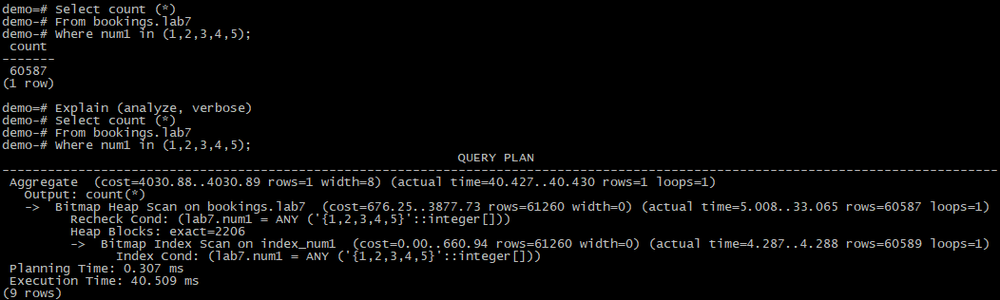 demo=# Select count (*)
demo-# From bookings.lab7
demo-# Where num1 in (1,2,3,4,5);
 count
-------
 60587
(1 row)

demo=# Explain (analyze, verbose)
demo-# Select count (*)
demo-# From bookings.lab7
demo-# Where num1 in (1,2,3,4,5);
                                                           QUERY PLAN
---------------------------------------------------------------------------------------------------------------------------------
 Aggregate  (cost=4030.88..4030.89 rows=1 width=8) (actual time=40.427..40.430 rows=1 loops=1)
   Output: count(*)
   ->  Bitmap Heap Scan on bookings.lab7  (cost=676.25..3877.73 rows=61260 width=0) (actual time=5.008..33.065 rows=60587 loops=1)
         Recheck Cond: (lab7.num1 = ANY ('{1,2,3,4,5}'::integer[]))
         Heap Blocks: exact=2206
         ->  Bitmap Index Scan on index_num1  (cost=0.00..660.94 rows=61260 width=0) (actual time=4.287..4.288 rows=60589 loops=1)
               Index Cond: (lab7.num1 = ANY ('{1,2,3,4,5}'::integer[]))
 Planning Time: 0.307 ms
 Execution Time: 40.509 ms
(9 rows)